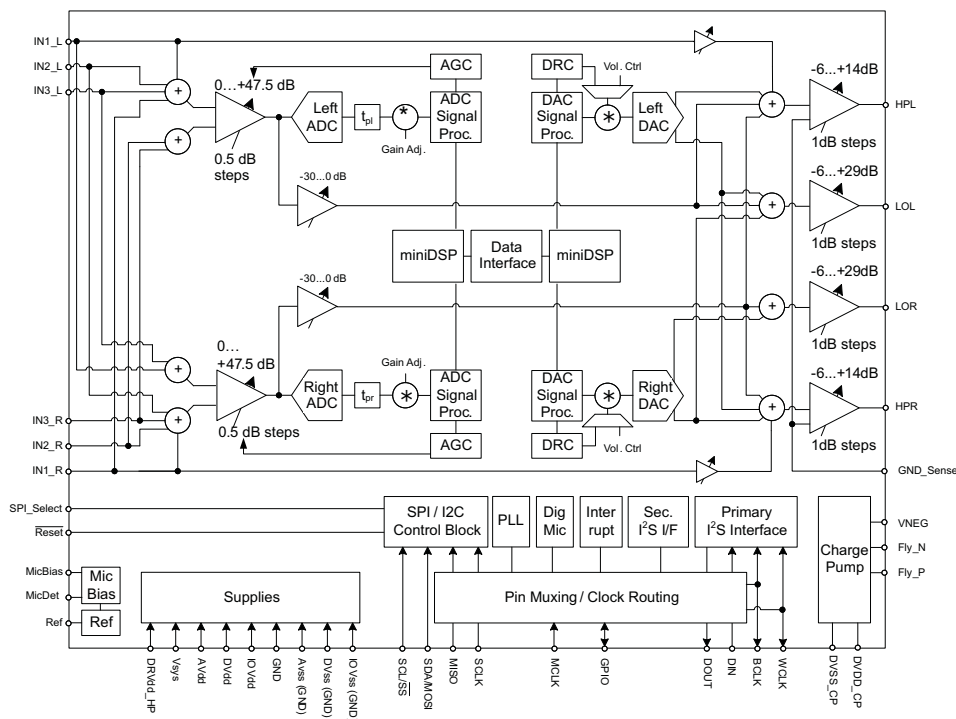 IN1_L
IN2_L
IN3_L
0…+47.5 dB
0.5 dB
steps
Left
ADC
tpl
*
Gain Adj.
AGC
ADC
Signal
Proc.
DRC
Vol. Ctrl
DAC
Signal
Proc.
*
Left
DAC
+
+
+
-6...+14dB
HPL
1dB steps
-30...0 dB
-6...+29dB
+
LOL
1dB steps
miniDSP
Data
Interface
miniDSP
-30...0 dB
-6...+29dB
+
LOR
1dB steps
0…
+47.5 dB
+
+
0.5 dB steps
Right
ADC
tpr
Gain Adj.
*
ADC
Signal
Proc.
AGC
DAC
Signal
Proc.
DRC
*
Vol. Ctrl
Right
DAC
+
-6...+14dB
HPR
1dB steps
IN3_R
IN2_R
IN1_R
GND_Sense
SPI_Select
Reset
SPI / I2C
Control Block
PLL
Dig
Mic
Inter
rupt
Sec.
I2S I/F
Primary
I2S Interface
Charge
Pump
VNEG
Fly_N
Fly_P
MicBias
MicDet
Ref
Mic
Bias
Ref
Supplies
Pin Muxing / Clock Routing
DRVdd_HP
Vsys
AVdd
DVdd
IOVdd
GND
AVss (GND)
DVss (GND)
IOVss (GND
SCL/SS
SDA/MOSI
MISO
SCLK
MCLK
GPIO
DOUT
DIN
BCLK
WCLK
DVSS_CP
DVDD_CP